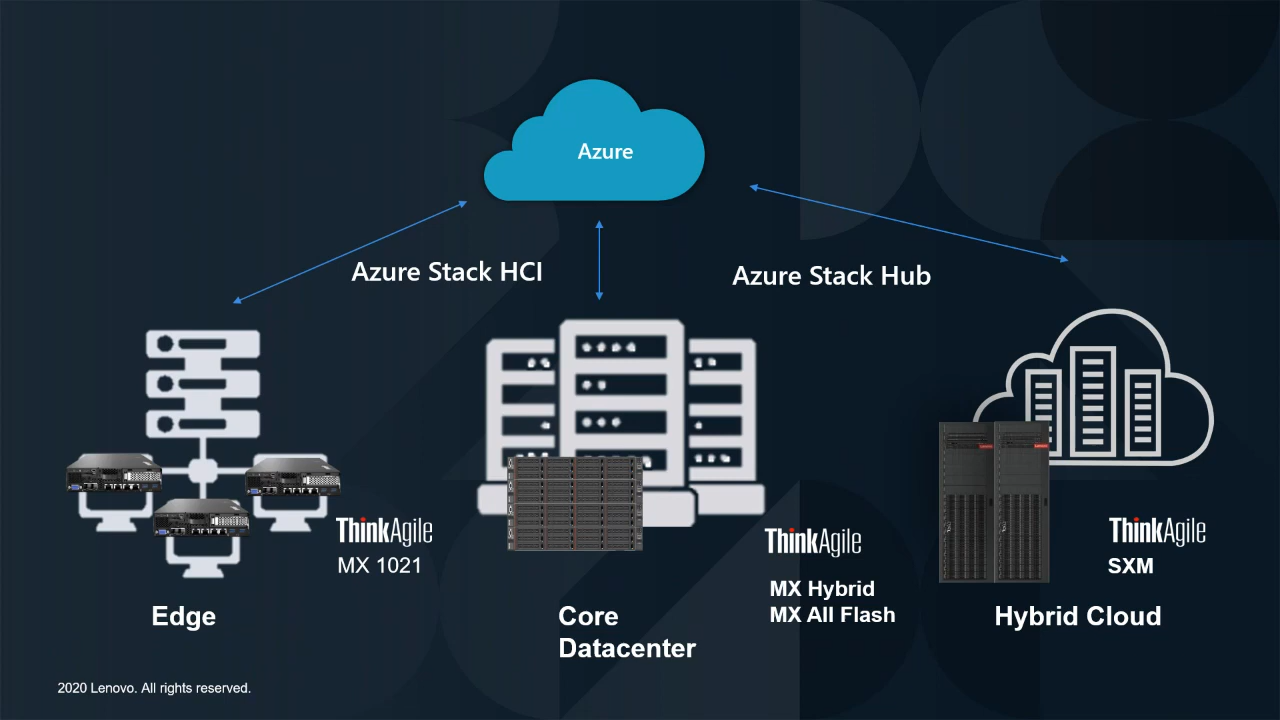 Azure
Azure Stack HCI
Azure Stack Hub
ThinkAgile
MX 1021
ThinkAgile
MX Hybrid
MX All Flash
ThinkAgile
SXM
Edge
Core
Datacenter
Hybrid Cloud
2020 Lenovo. All rights reserved.